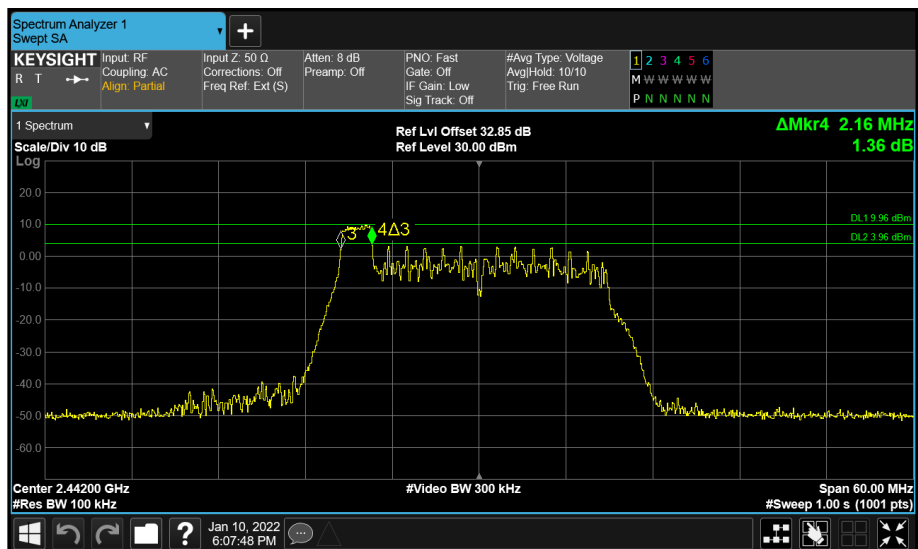 Spectrum Analyzer 1
Swept SA
KEYSIGHT
R T
LXI
Input: RF
Coupling: AC
Align: Partial
Input Z: 50 Ω
Corrections: Off
Freq Ref: Ext (S)
Atten: 8 dB
Preamp: Off
PNO: Fast
Gate: Off
IF Gain: Low
Sig Track: Off
#Avg Type: Voltage
Avg|Hold: 10/10
Trig: Free Run
1 2 3 4 5 6
M W W W W W
P N N N N N
1 Spectrum
Scale/Div 10 dB
Log
Ref Lvl Offset 32.85 dB
Ref Level 30.00 dBm
ΔMkr4 2.16 MHz
1.36 dB
20.0
10.0
0.00
-10.0
-20.0
-30.0
-40.0
-50.0
-60.0
3
4Δ3
DL1 9.96 dBm
DL2 3.96 dBm
Center 2.44200 GHz
#Res BW 100 kHz
#Video BW 300 kHz
Span 60.00 MHz
#Sweep 1.00 s (1001 pts)
?
Jan 10, 2022
6:07:48 PM